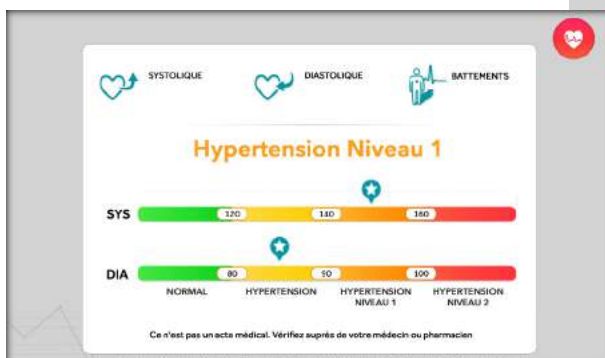 SYSTOLIQUE
DIASTOLIQUE
BATTEMENTS
Hypertension Niveau 1
SYS 120 140 160
DIA 80 90 100
NORMAL HYPERTENSION HYPERTENSION NIVEAU 1 HYPERTENSION NIVEAU 2
Ce n'est pas un acte médical. Vérifiez auprès de votre médecin ou pharmacien